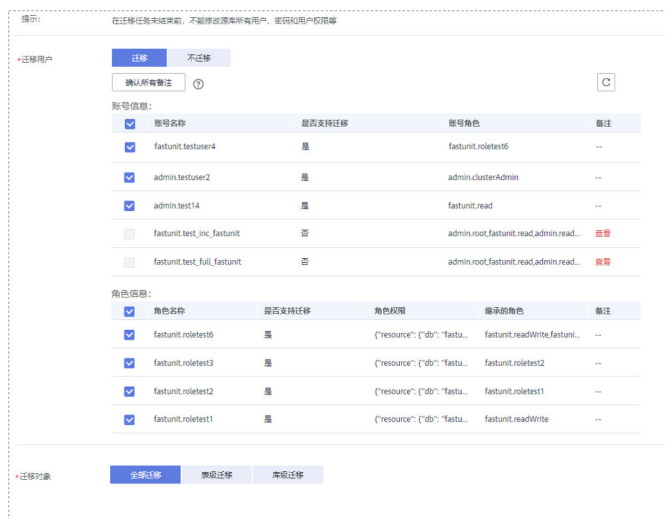 提示： 在迁移任务未结束前，不能修改源库所有用户、密码和用户权限等
*迁移用户 迁移 不迁移
确认所有备注 ?
账号信息：
账号名称 是否支持迁移 账号角色 备注
fastunit.testuser4 是 fastunit.roletest6 --
admin.testuser2 是 admin.clusterAdmin --
admin.test14 是 fastunit.read --
fastunit.test_inc_fastunit 否 admin.root,fastunit.read,admin.read... 查看
fastunit.test_full_fastunit 否 admin.root,fastunit.read,admin.read... 查看
角色信息：
角色名称 是否支持迁移 角色权限 继承的角色 备注
fastunit.roletest6 是 {"resource": {"db": "fastu... fastunit.readWrite,fastuni... --
fastunit.roletest3 是 {"resource": {"db": "fastu... fastunit.roletest2 --
fastunit.roletest2 是 {"resource": {"db": "fastu... fastunit.roletest1 --
fastunit.roletest1 是 {"resource": {"db": "fastu... fastunit.readWrite --
*迁移对象 全部迁移 表级迁移 库级迁移